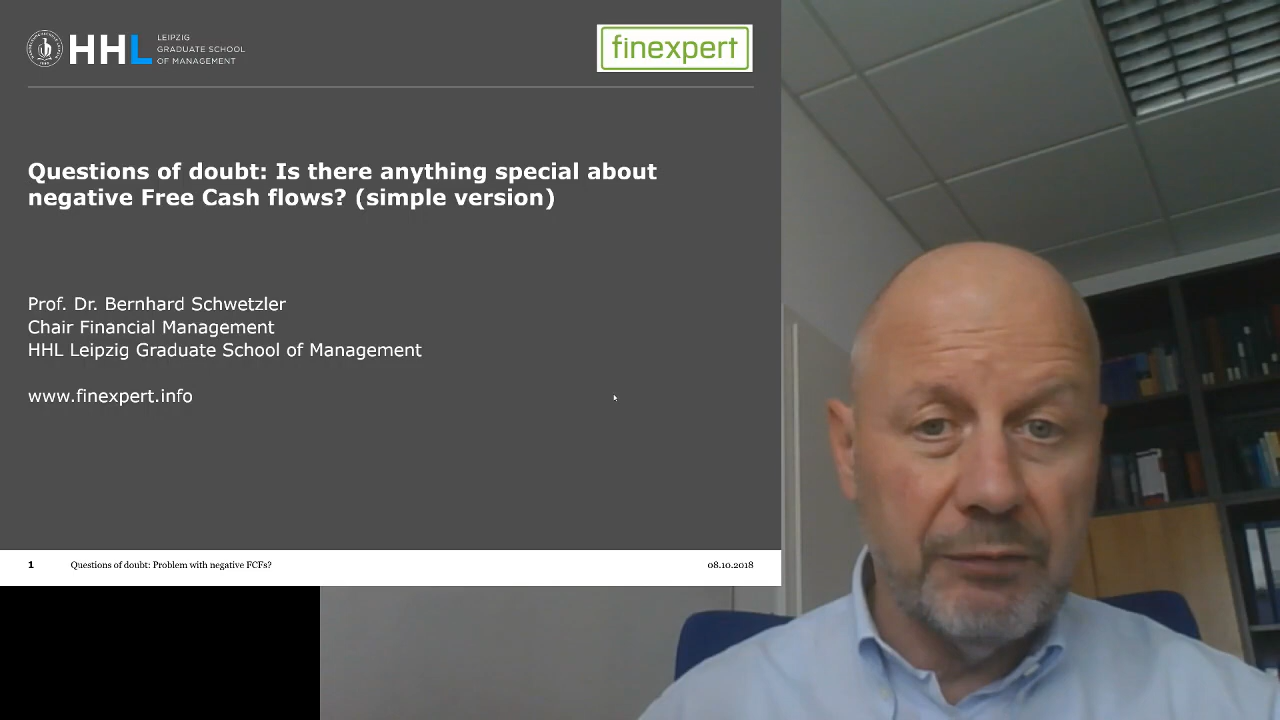 HHL
LEIPZIG
GRADUATE SCHOOL
OF MANAGEMENT
finexpert
Questions of doubt: Is there anything special about
negative Free Cash flows? (simple version)
Prof. Dr. Bernhard Schwetzler
Chair Financial Management
HHL Leipzig Graduate School of Management
www.finexpert.info
1 Questions of doubt: Problem with negative FCFs? 08.10.2018